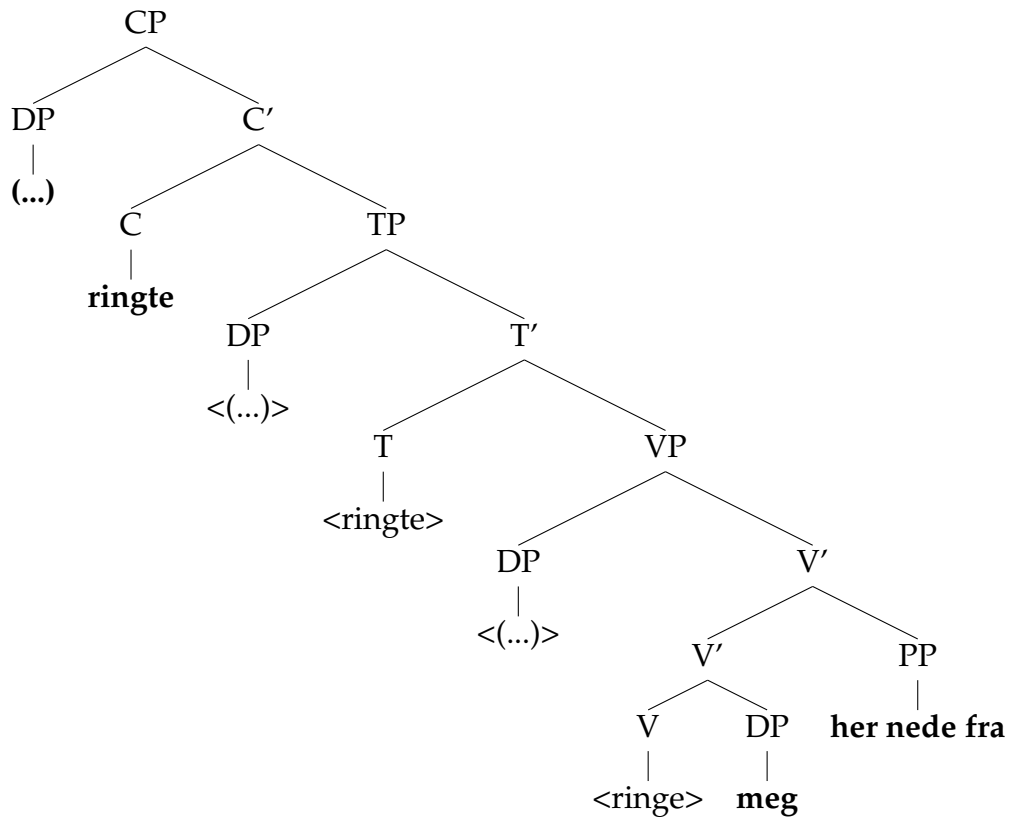 CP
DP C′
(...)
C TP
ringte
DP T′
<(...)>
T VP
<ringte>
DP V′
<(...)>
V′ PP
V DP her nede fra
<ringe> meg